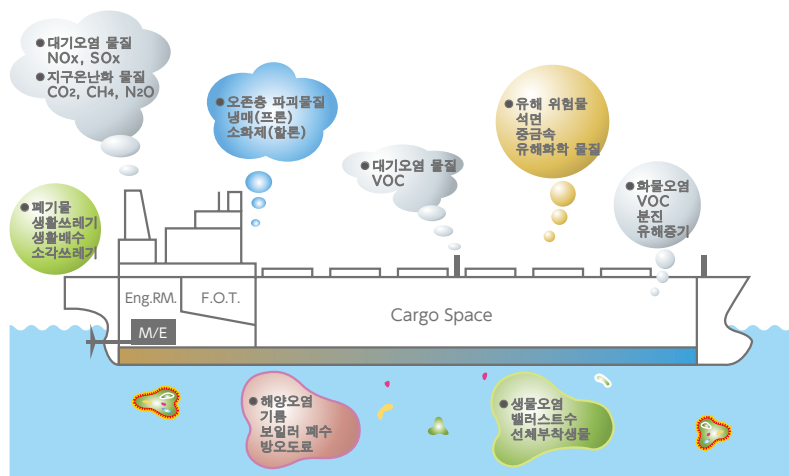 ● 대기오염 물질
NOx, SOx
● 지구온난화 물질
CO2, CH4, N2O
● 오존층 파괴물질
냉매(프론)
소화제(할론)
● 대기오염 물질
VOC
● 유해 위험물
석면
중금속
유해화학 물질
● 화물오염
VOC
분진
유해증기
● 폐기물
생활쓰레기
생활배수
소각쓰레기
Eng.RM.
F.O.T.
M/E
Cargo Space
● 해양오염
기름
보일러 폐수
방오도료
● 생물오염
밸러스트수
선체부착생물